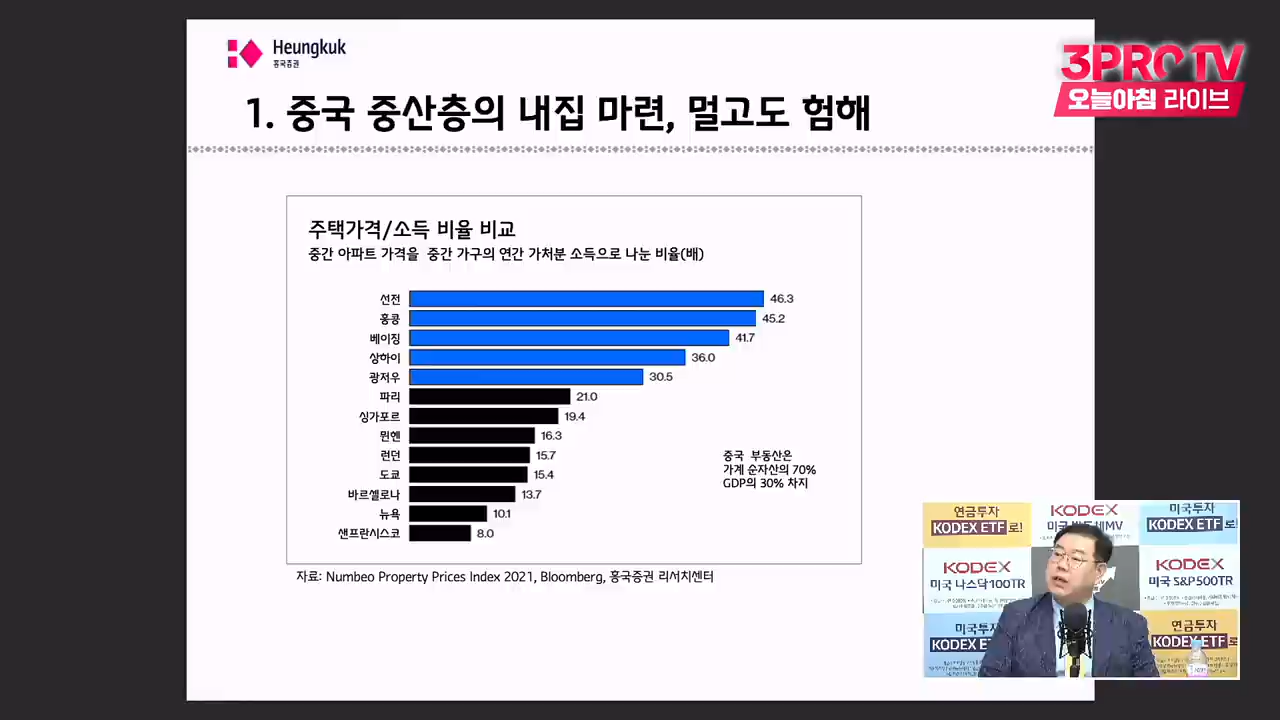 Heungkuk
흥국증권
3PRO TV
오늘아침 라이브
1. 중국 중산층의 내집 마련, 멀고도 험해
주택가격/소득 비율 비교
중간 아파트 가격을 중간 가구의 연간 가처분 소득으로 나눈 비율(배)
선전 46.3
홍콩 45.2
베이징 41.7
상하이 36.0
광저우 30.5
파리 21.0
싱가포르 19.4
뮌헨 16.3
런던 15.7
도쿄 15.4
바르셀로나 13.7
뉴욕 10.1
샌프란시스코 8.0
중국 부동산은
가계 순자산의 70%
GDP의 30% 차지
자료: Numbeo Property Prices Index 2021, Bloomberg, 흥국증권 리서치센터
연금투자
KODEX ETF로!
KODEX
미국
MV
미국투자
KODEX ETF로!
KODEX
미국 나스닥100TR
KODEX
미국 S&P500TR
미국투자
KODEX E
연금투자
KODEX ETF로